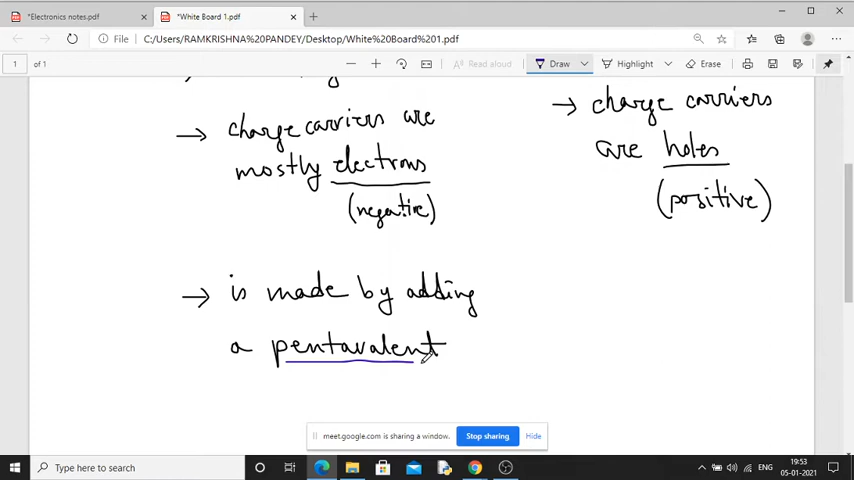 *Electronics notes.pdf
*White Board 1.pdf
File
C:/Users/RAMKRISHNA%20PANDEY/Desktop/White%20Board%201.pdf
1
of 1
Read aloud
Draw
Highlight
Erase
→ charge carriers are
mostly electrons
(negative)
→ charge carriers
are holes
(positive)
→ is made by adding
a pentavalent
meet.google.com is sharing a window.
Stop sharing
Hide
Type here to search
ENG
19:53
05-01-2021